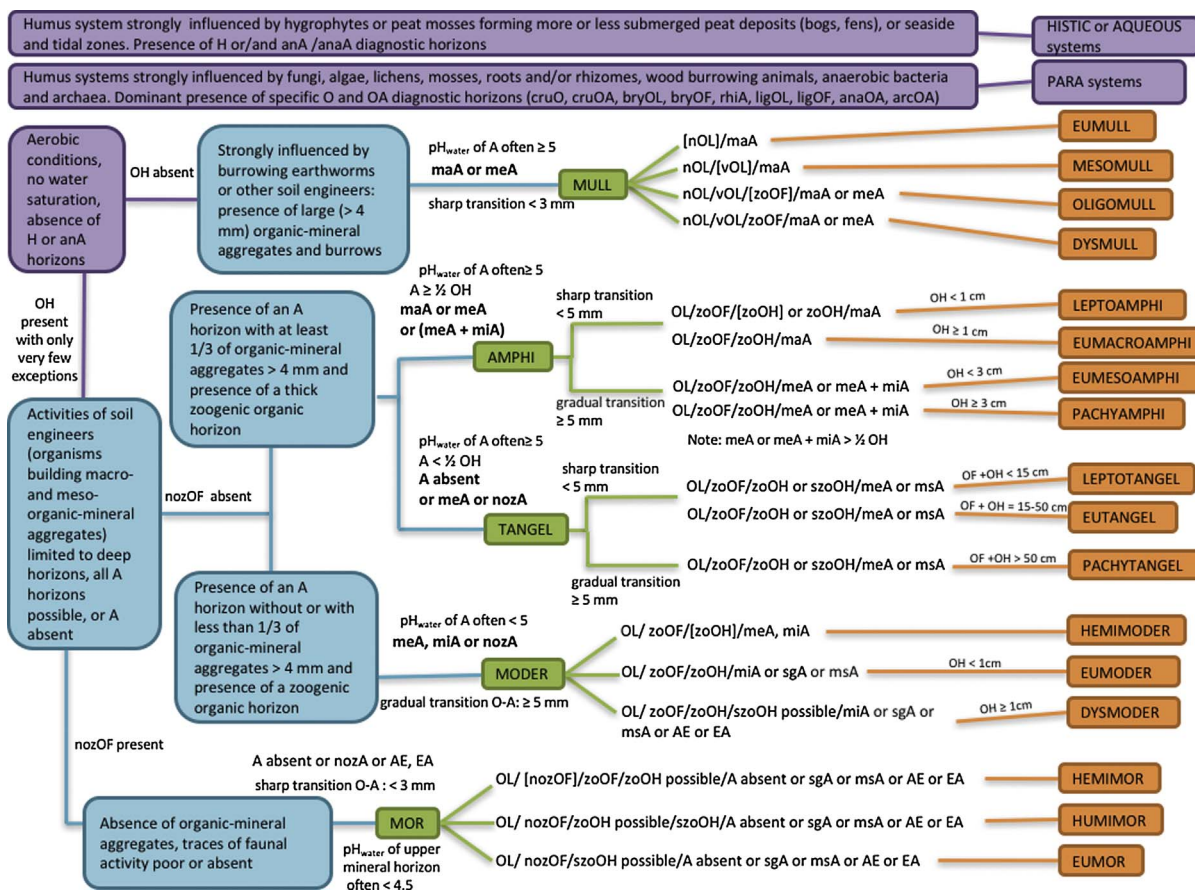 Humus system strongly influenced by hygrophytes or peat mosses forming more or less submerged peat deposits (bogs, fens), or seaside
and tidal zones. Presence of H or/and anA /anaA diagnostic horizons
HISTIC or AQUEOUS
systems
Humus systems strongly influenced by fungi, algae, lichens, mosses, roots and/or rhizomes, wood burrowing animals, anaerobic bacteria
and archaea. Dominant presence of specific O and OA diagnostic horizons (cruO, cruOA, bryOL, bryOF, rhiA, ligOL, ligOF, anaOA, arcOA)
PARA systems
Aerobic
conditions,
no water
saturation,
absence of
H or anA
horizons
OH absent
Strongly influenced by
burrowing earthworms
or other soil engineers:
presence of large (> 4
mm) organic-mineral
aggregates and burrows
pHwater of A often ≥ 5
maA or meA
sharp transition < 3 mm
MULL
[nOL]/maA
EUMULL
nOL/[vOL]/maA
MESOMULL
nOL/vOL/[zoOF]/maA or meA
OLIGOMULL
nOL/vOL/zoOF/maA or meA
DYSMULL
OH
present
with only
very few
exceptions
Presence of an A
horizon with at least
1/3 of organic-mineral
aggregates > 4 mm and
presence of a thick
zoogenic organic
horizon
pHwater of A often≥ 5
A ≥ ½ OH
maA or meA
or (meA + miA)
AMPHI
sharp transition
< 5 mm
OL/zoOF/[zoOH] or zoOH/maA
OH < 1 cm
LEPTOAMPHI
OL/zoOF/zoOH/maA
OH ≥ 1 cm
EUMACROAMPHI
gradual transition
≥ 5 mm
OL/zoOF/zoOH/meA or meA + miA
OH < 3 cm
EUMESOAMPHI
OL/zoOF/zoOH/meA or meA + miA
OH ≥ 3 cm
PACHYAMPHI
Note: meA or meA + miA > ½ OH
Activities of soil
engineers
(organisms
building macro-
and meso-
organic-mineral
aggregates)
limited to deep
horizons, all A
horizons
possible, or A
absent
nozOF absent
pHwater of A often≥ 5
A < ½ OH
A absent
or meA or nozA
TANGEL
sharp transition
< 5 mm
OL/zoOF/zoOH or szoOH/meA or msA
OF +OH < 15 cm
LEPTOTANGEL
OL/zoOF/zoOH or szoOH/meA or msA
OF + OH = 15-50 cm
EUTANGEL
gradual transition
≥ 5 mm
OL/zoOF/zoOH or szoOH/meA or msA
OF +OH > 50 cm
PACHYTANGEL
Presence of an A
horizon without or with
less than 1/3 of
organic-mineral
aggregates > 4 mm and
presence of a zoogenic
organic horizon
pHwater of A often < 5
meA, miA or nozA
MODER
gradual transition O-A: ≥ 5 mm
OL/ zoOF/[zoOH]/meA, miA
HEMIMODER
OL/ zoOF/zoOH/miA or sgA or msA
OH < 1cm
EUMODER
OL/ zoOF/zoOH/szoOH possible/miA or sgA or
msA or AE or EA
OH ≥ 1cm
DYSMODER
nozOF present
Absence of organic-mineral
aggregates, traces of faunal
activity poor or absent
A absent or nozA or AE, EA
sharp transition O-A : < 3 mm
MOR
pHwater of upper
mineral horizon
often < 4.5
OL/ [nozOF]/zoOF/zoOH possible/A absent or sgA or msA or AE or EA
HEMIMOR
OL/ nozOF/zoOH possible/szoOH/A absent or sgA or msA or AE or EA
HUMIMOR
OL/ nozOF/szoOH possible/A absent or sgA or msA or AE or EA
EUMOR